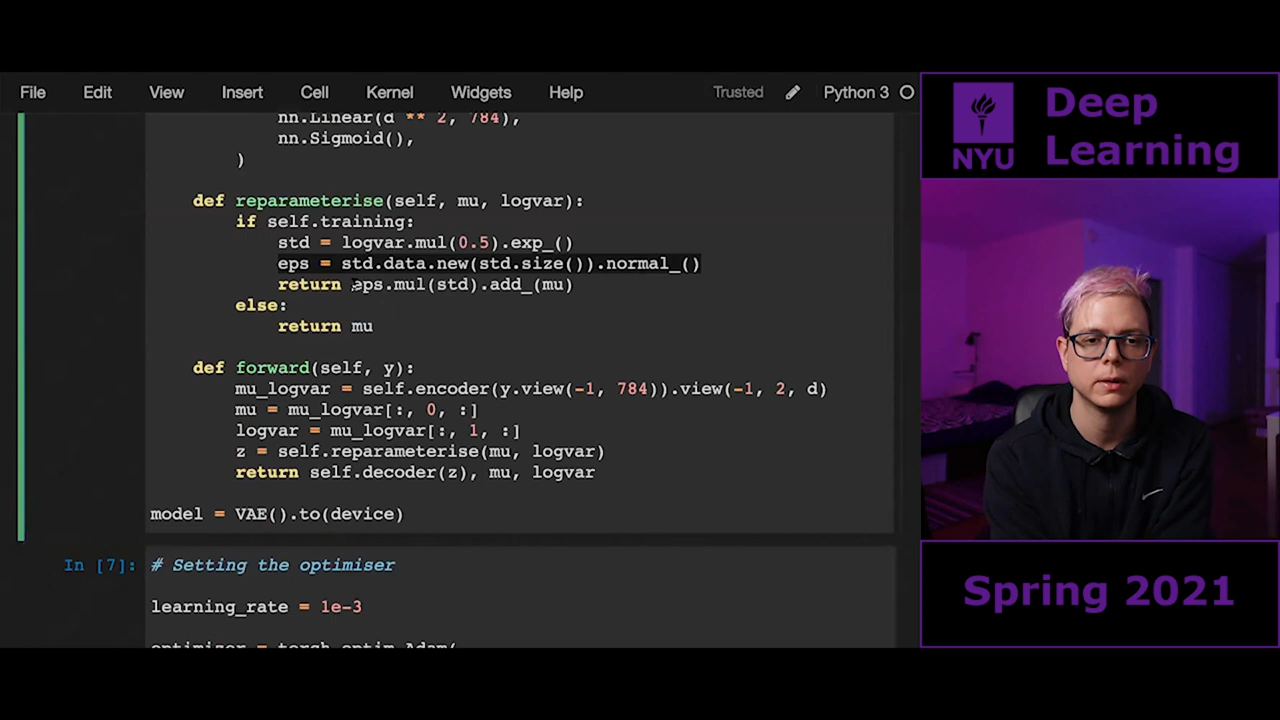 File Edit View Insert Cell Kernel Widgets Help Trusted Python 3
nn.Linear(d ** 2, 784),
nn.Sigmoid(),
)
def reparameterise(self, mu, logvar):
if self.training:
std = logvar.mul(0.5).exp_()
eps = std.data.new(std.size()).normal_()
return eps.mul(std).add_(mu)
else:
return mu
def forward(self, y):
mu_logvar = self.encoder(y.view(-1, 784)).view(-1, 2, d)
mu = mu_logvar[:, 0, :]
logvar = mu_logvar[:, 1, :]
z = self.reparameterise(mu, logvar)
return self.decoder(z), mu, logvar
model = VAE().to(device)
In [7]: # Setting the optimiser
learning_rate = 1e-3
optimizer = torch.optim.Adam(
NYU
Deep
Learning
Spring 2021